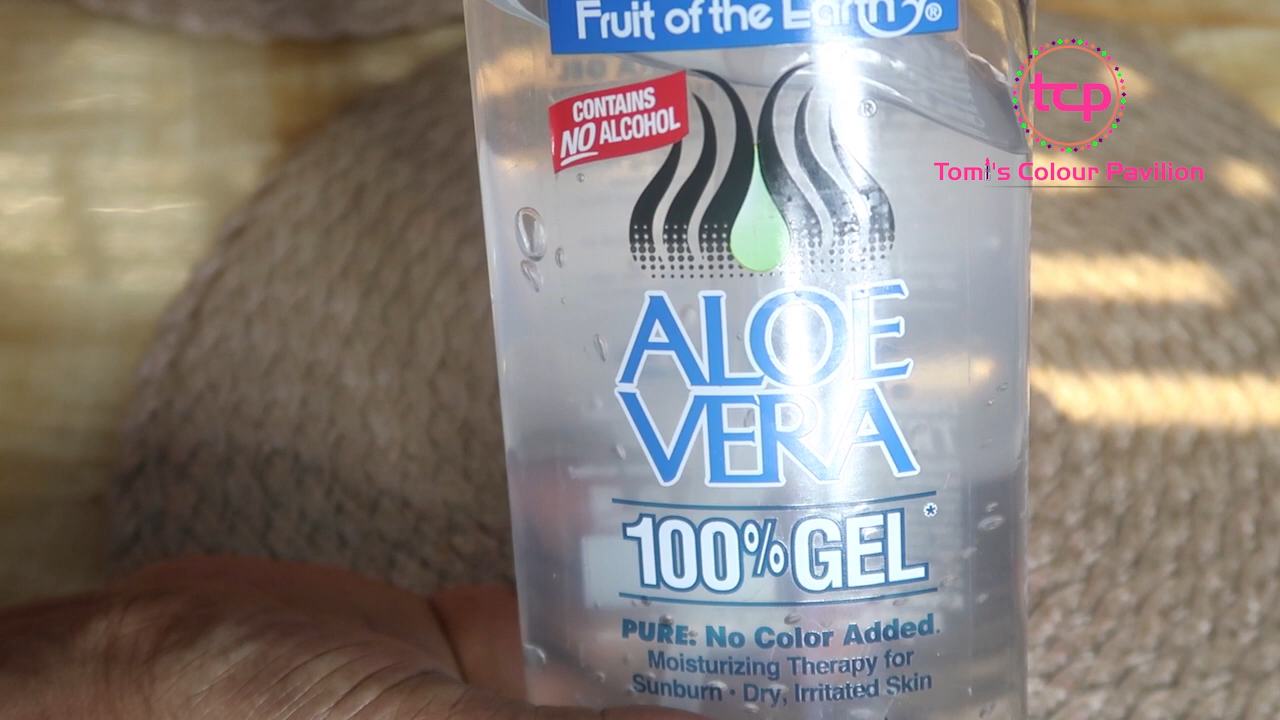 Fruit of the Earth®
CONTAINS
NO ALCOHOL
®
tcp
Tomi's Colour Pavilion
ALOE
VERA
100% GEL*
PURE: No Color Added.
Moisturizing Therapy for
Sunburn · Dry, Irritated Skin